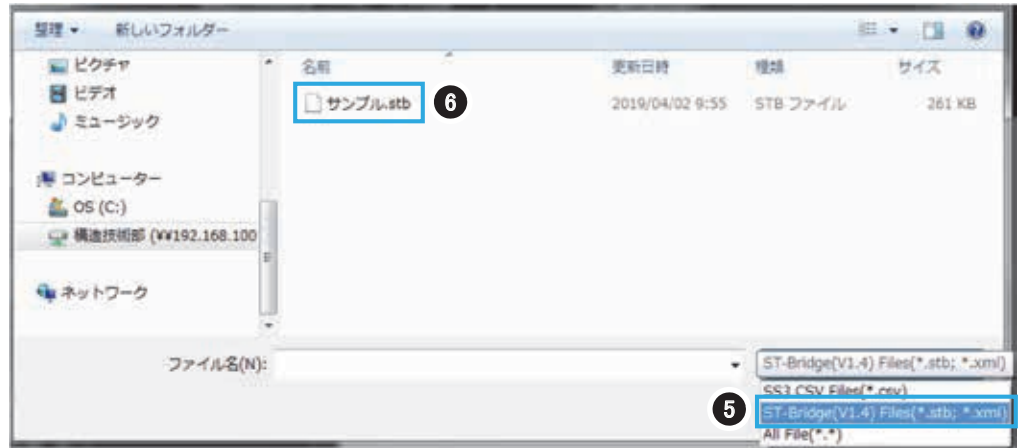 整理 新しいフォルダー
ピクチャ
ビデオ
ミュージック
コンピューター
OS (C:)
構造技術部 (¥¥192.168.100
ネットワーク
名前 更新日時 種類 サイズ
サンプル.stb 6 2019/04/02 9:55 STB ファイル 261 KB
ファイル名(N):
ST-Bridge(V1.4) Files(*.stb; *.xml)
SS3 CSV Files(*.csv)
5 ST-Bridge(V1.4) Files(*.stb; *.xml)
All File(*.*)